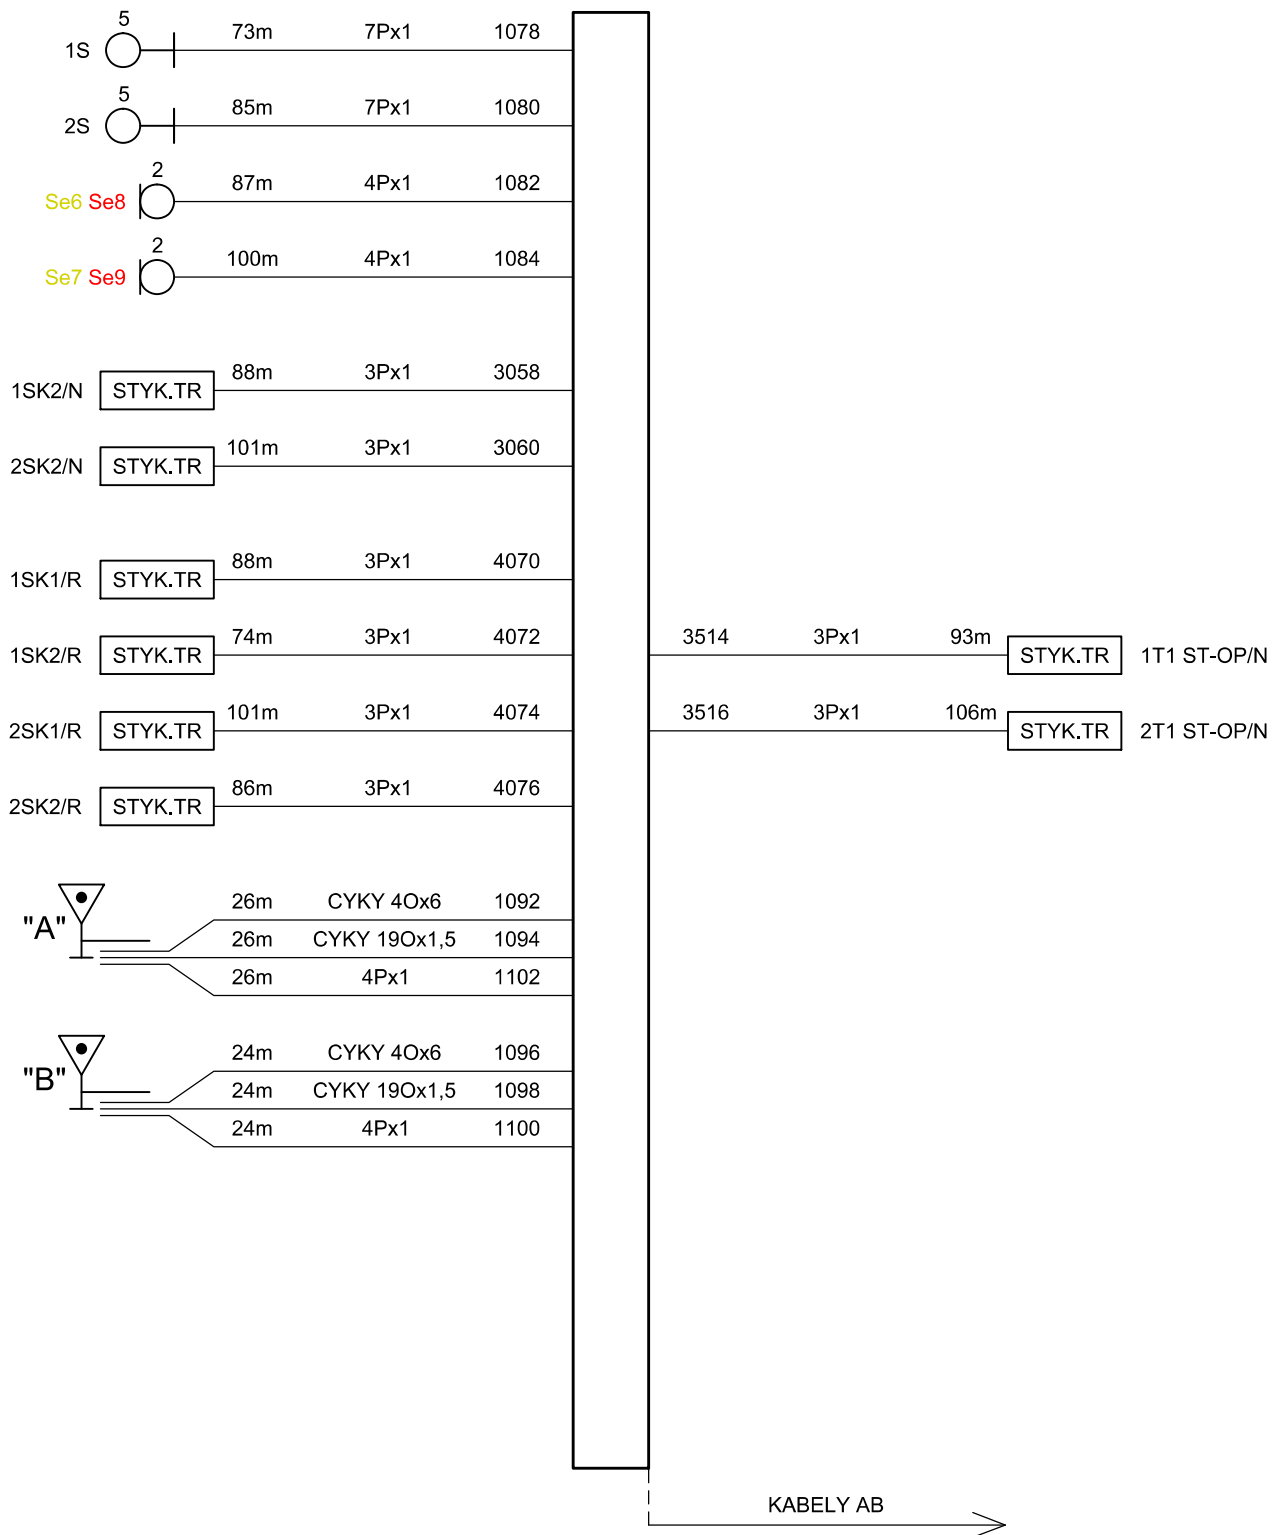 5
1S 73m 7Px1 1078
5
2S 85m 7Px1 1080
2
Se6 Se8 87m 4Px1 1082
2
Se7 Se9 100m 4Px1 1084
1SK2/N STYK.TR 88m 3Px1 3058
2SK2/N STYK.TR 101m 3Px1 3060
1SK1/R STYK.TR 88m 3Px1 4070
1SK2/R STYK.TR 74m 3Px1 4072 3514 3Px1 93m STYK.TR 1T1 ST-OP/N
2SK1/R STYK.TR 101m 3Px1 4074 3516 3Px1 106m STYK.TR 2T1 ST-OP/N
2SK2/R STYK.TR 86m 3Px1 4076
"A"
26m CYKY 4Ox6 1092
26m CYKY 19Ox1,5 1094
26m 4Px1 1102
"B"
24m CYKY 4Ox6 1096
24m CYKY 19Ox1,5 1098
24m 4Px1 1100
KABELY AB